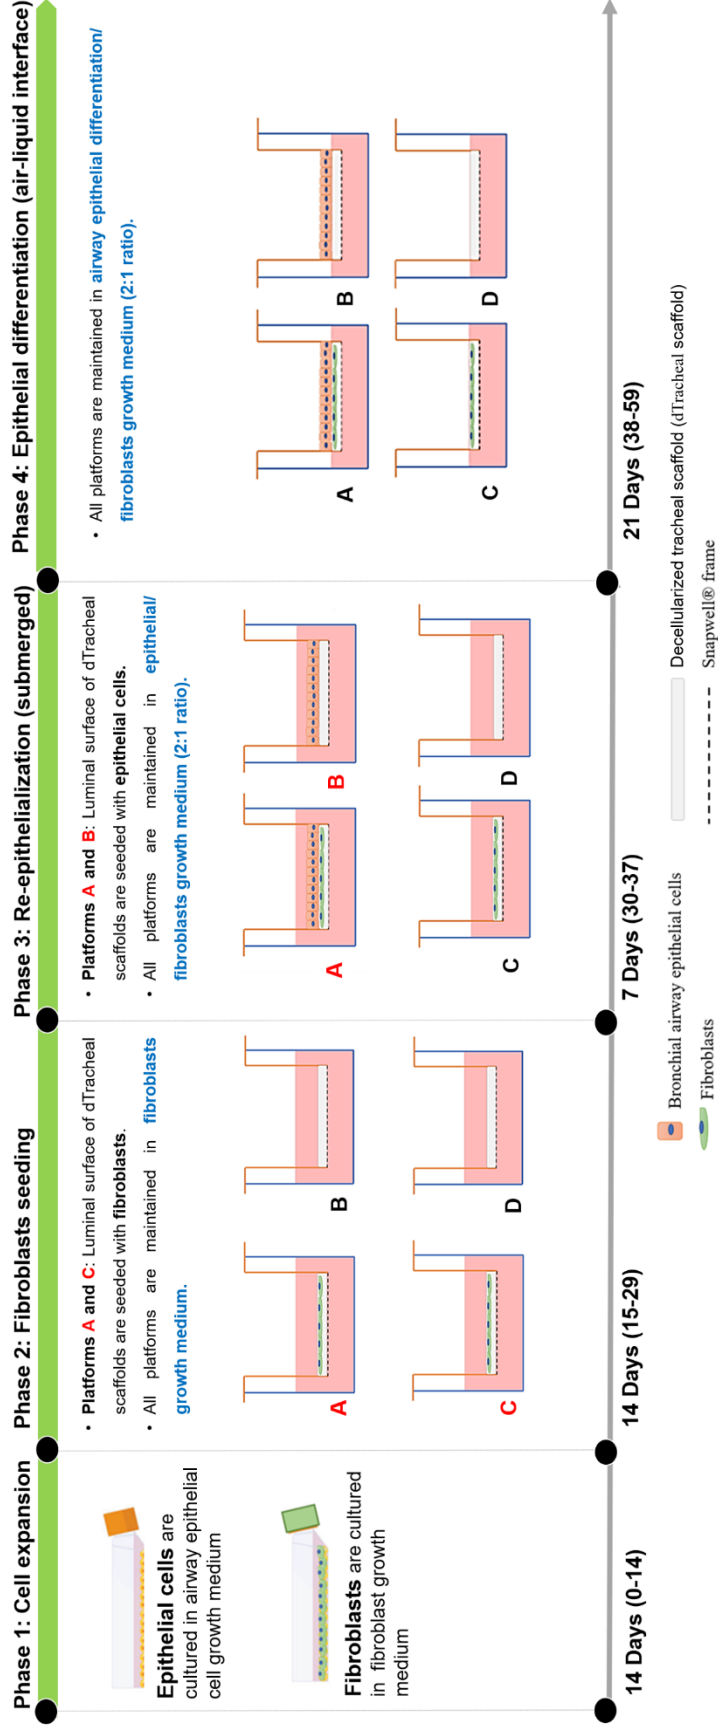 Phase 1: Cell expansion
Epithelial cells are
cultured in airway epithelial
cell growth medium
Fibroblasts are cultured
in fibroblast growth
medium
14 Days (0-14)
Phase 2: Fibroblasts seeding
• Platforms A and C: Luminal surface of dTracheal
scaffolds are seeded with fibroblasts.
• All platforms are maintained in fibroblasts
growth medium.
A
B
C
D
14 Days (15-29)
Phase 3: Re-epithelialization (submerged)
• Platforms A and B: Luminal surface of dTracheal
scaffolds are seeded with epithelial cells.
• All platforms are maintained in epithelial/
fibroblasts growth medium (2:1 ratio).
A
B
C
D
7 Days (30-37)
Phase 4: Epithelial differentiation (air-liquid interface)
• All platforms are maintained in airway epithelial differentiation/
fibroblasts growth medium (2:1 ratio).
A
B
C
D
21 Days (38-59)
Bronchial airway epithelial cells
Fibroblasts
Decellularized tracheal scaffold (dTracheal scaffold)
Snapwell® frame